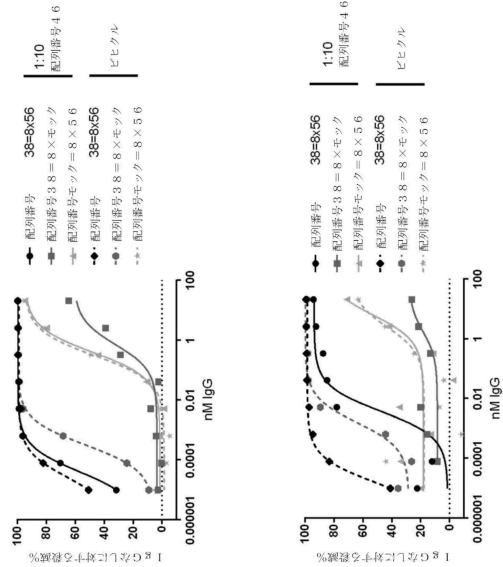 ＩｇＧなしに対する殺滅%
100
80
60
40
20
0
0.000001
0.0001
0.01
1
100
nM IgG
配列番号 38=8x56
配列番号３８＝８×モック
配列番号モック＝８×５６
配列番号 38=8x56
配列番号３８＝８×モック
配列番号モック＝８×５６
1:10
配列番号４６
ビヒクル
ＩｇＧなしに対する殺滅%
100
80
60
40
20
0
0.000001
0.0001
0.01
1
100
nM IgG
配列番号 38=8x56
配列番号３８＝８×モック
配列番号モック＝８×５６
配列番号 38=8x56
配列番号３８＝８×モック
配列番号モック＝８×５６
1:10
配列番号４６
ビヒクル